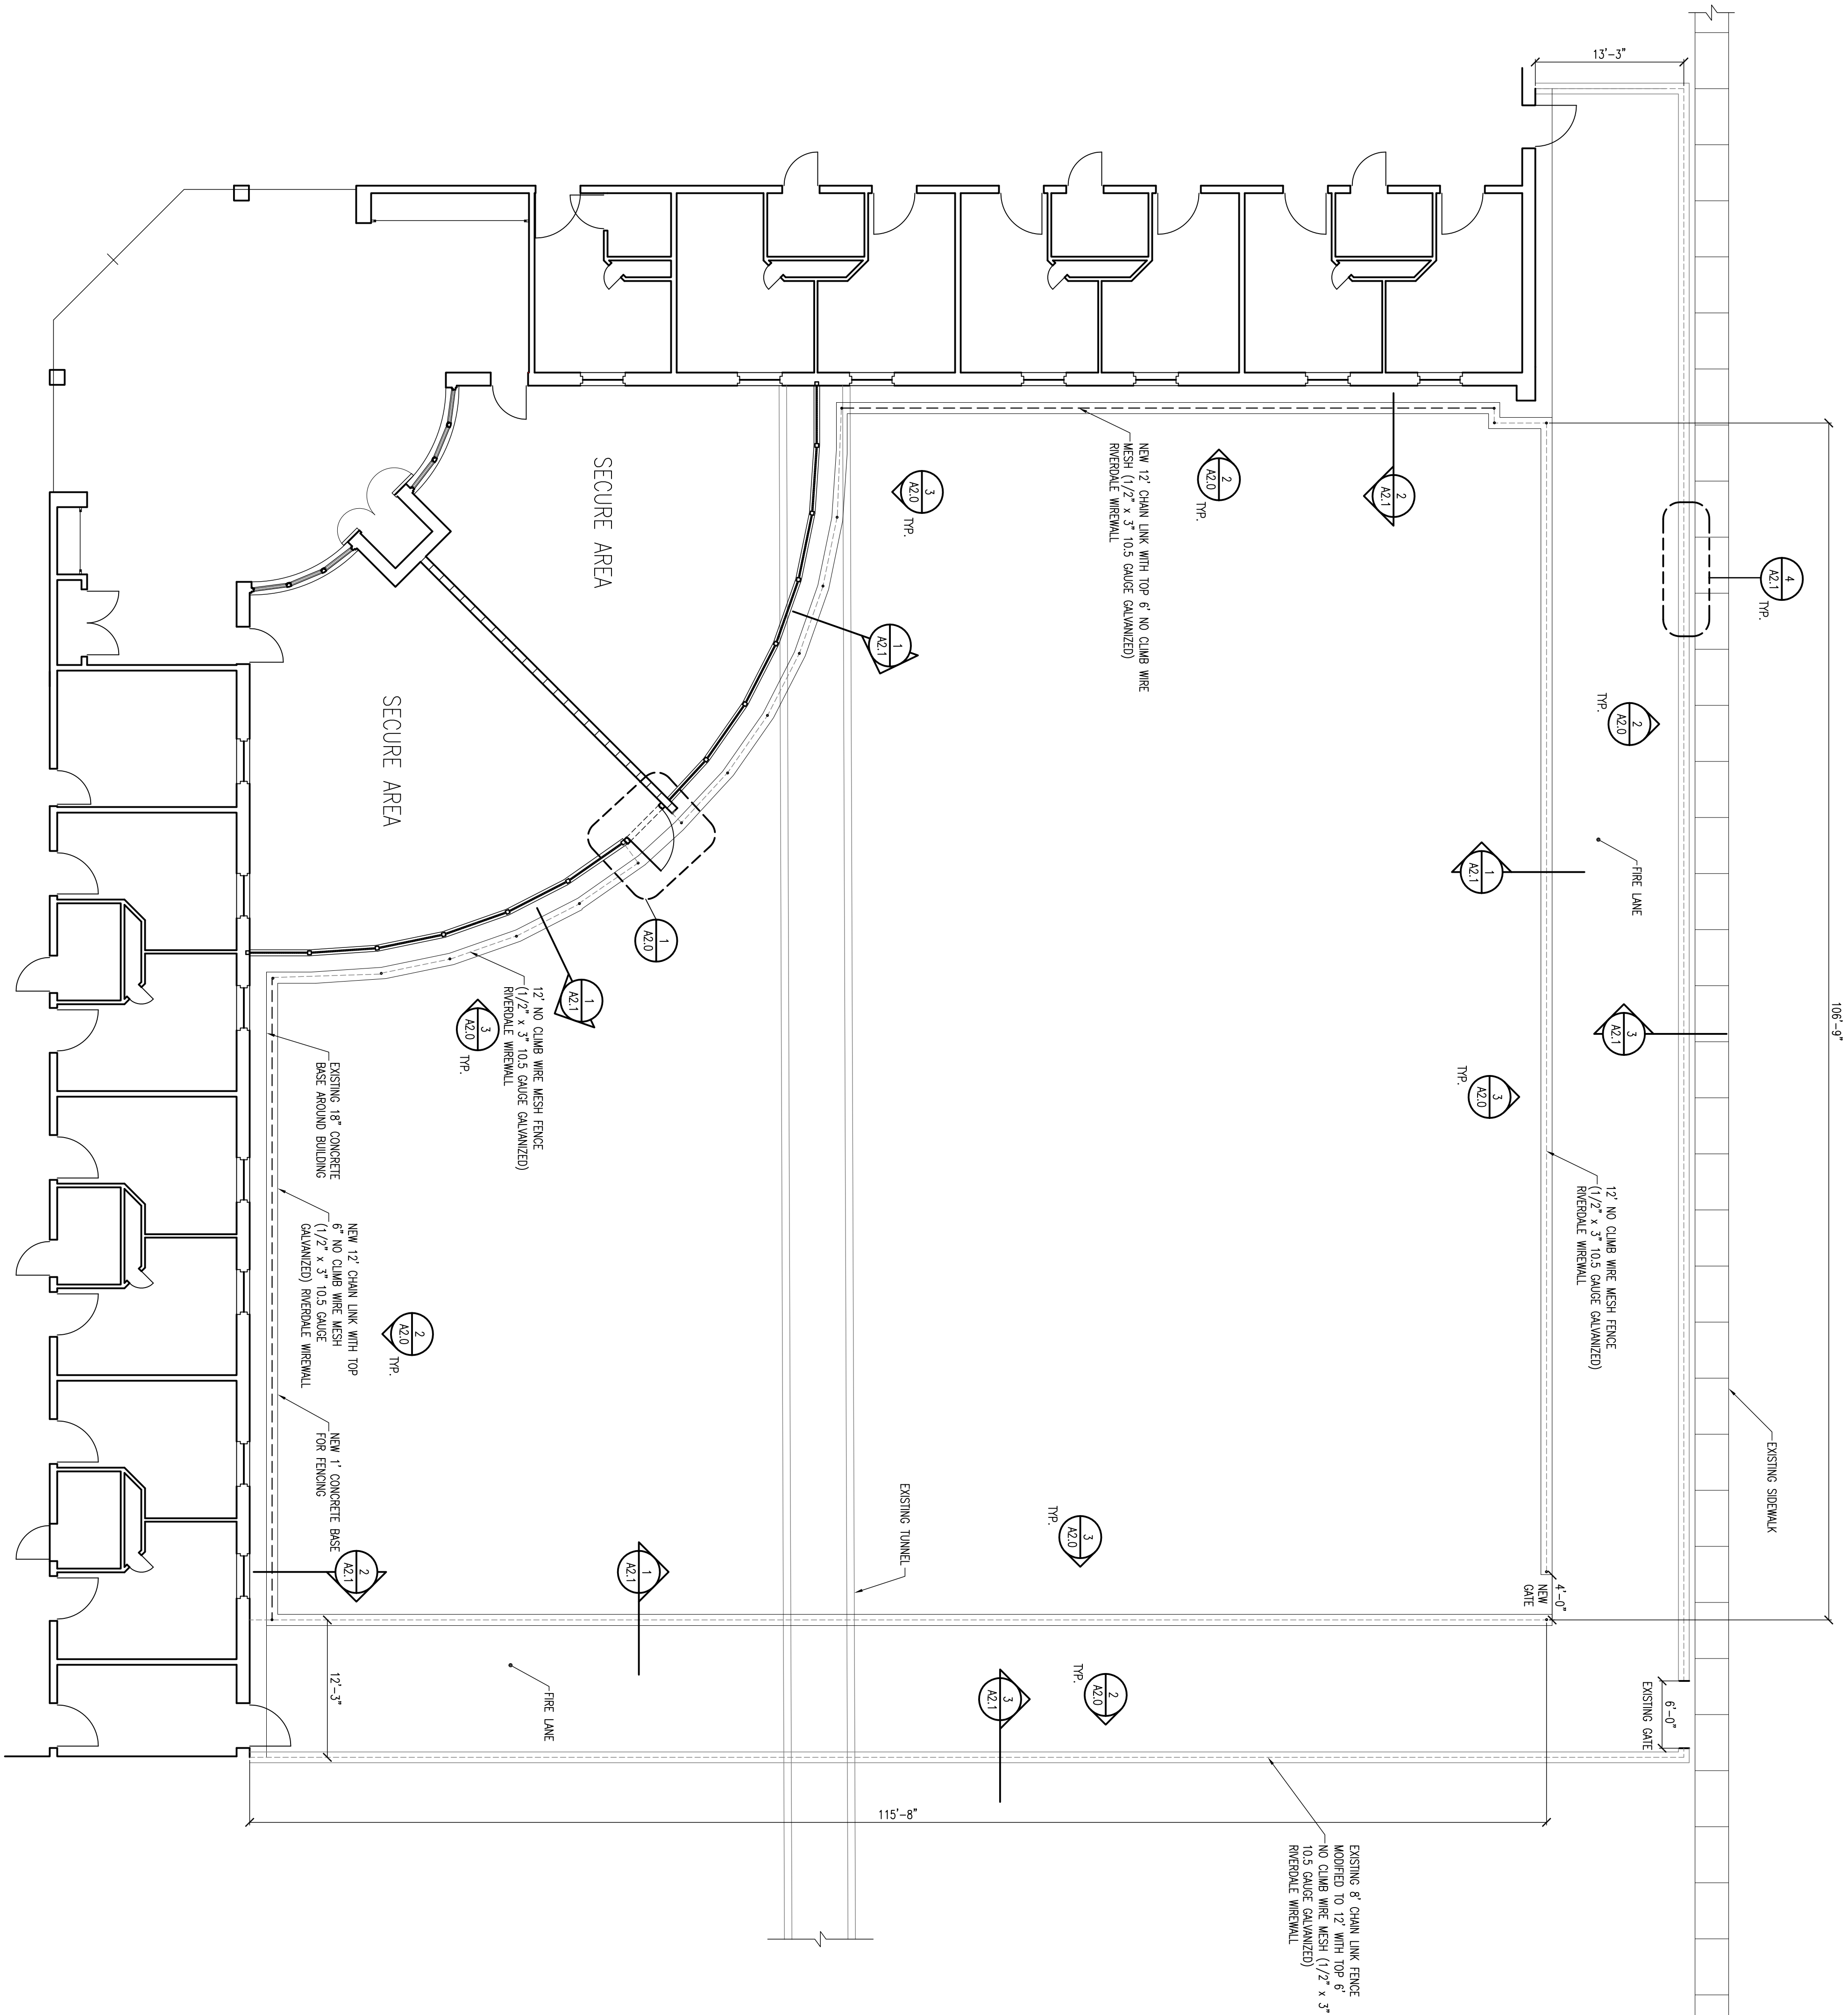 13'-3"
106'-9"
4
A2.1
TYP.
2
A2.0
TYP.
FIRE LANE
1
A2.1
3
A2.1
3
A2.0
TYP.
12' NO CLIMB WIRE MESH FENCE
(1/2" x 3" 10.5 GAUGE GALVANIZED)
RIVERDALE WIREWALL
EXISTING SIDEWALK
4'-0"
NEW
GATE
6'-0"
EXISTING GATE
NEW 12' CHAIN LINK WITH TOP 6' NO CLIMB WIRE
MESH (1/2" x 3" 10.5 GAUGE GALVANIZED)
RIVERDALE WIREWALL
2
A2.0
TYP.
2
A2.1
3
A2.0
TYP.
1
A2.1
SECURE AREA
SECURE AREA
1
A2.0
1
A2.1
12' NO CLIMB WIRE MESH FENCE
(1/2" x 3" 10.5 GAUGE GALVANIZED)
RIVERDALE WIREWALL
3
A2.0
TYP.
EXISTING 18" CONCRETE
BASE AROUND BUILDING
NEW 12' CHAIN LINK WITH TOP
6" NO CLIMB WIRE MESH
(1/2" x 3" 10.5 GAUGE
GALVANIZED) RIVERDALE WIREWALL
2
A2.0
TYP.
NEW 1' CONCRETE BASE
FOR FENCING
2
A2.1
1
A2.1
EXISTING TUNNEL
3
A2.0
TYP.
2
A2.0
TYP.
3
A2.1
FIRE LANE
12'-3"
115'-8"
EXISTING 8' CHAIN LINK FENCE
MODIFIED TO 12' WITH TOP 6'
NO CLIMB WIRE MESH (1/2" x 3"
10.5 GAUGE GALVANIZED)
RIVERDALE WIREWALL